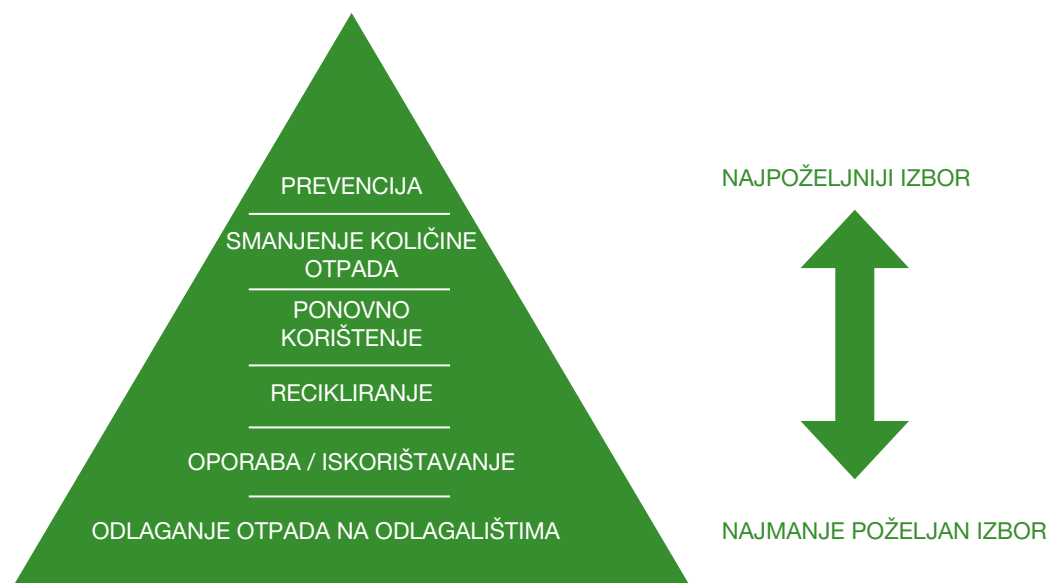 PREVENCIJA
SMANJENJE KOLIČINE
OTPADA
PONOVNO
KORIŠTENJE
RECIKLIRANJE
OPORABA / ISKORIŠTAVANJE
ODLAGANJE OTPADA NA ODLAGALIŠTIMA
NAJPOŽELJNIJI IZBOR
NAJMANJE POŽELJAN IZBOR